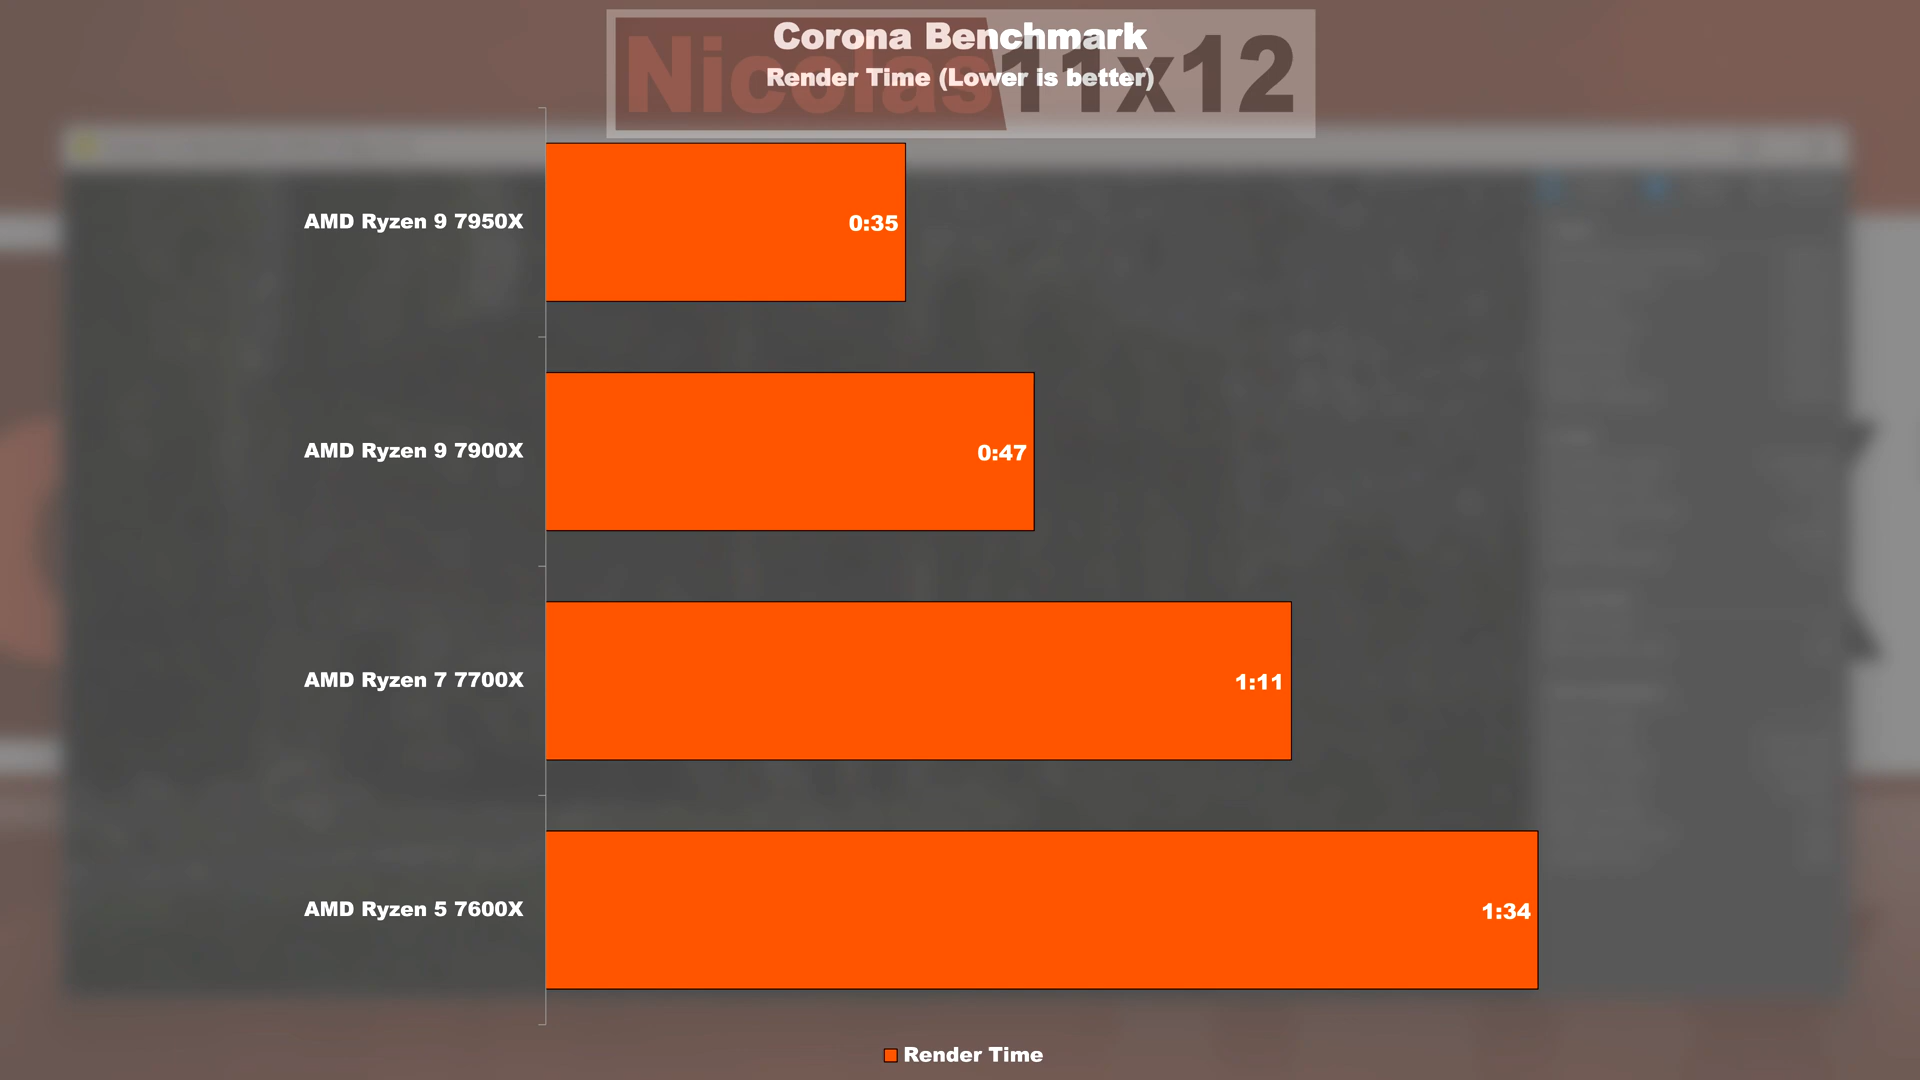 Corona Benchmark
Render Time (Lower is better)
Nicolas11x12
AMD Ryzen 9 7950X
0:35
AMD Ryzen 9 7900X
0:47
AMD Ryzen 7 7700X
1:11
AMD Ryzen 5 7600X
1:34
Render Time